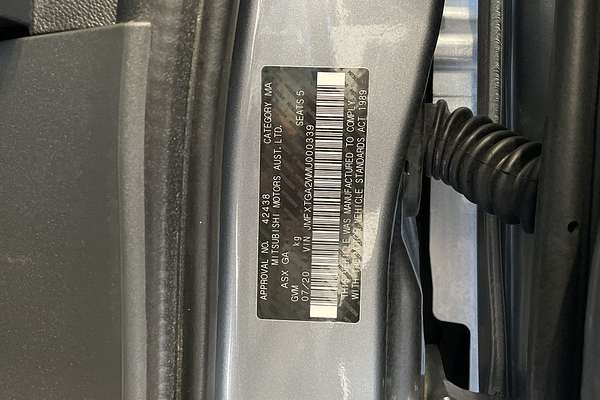 APPROVAL NO. 42438 CATEGORY MA
MITSUBISHI MOTORS AUST. LTD.
ASX GA SEATS 5
GVM kg
07/20 VIN JMFXTGA2WMU000339
THIS VEHICLE WAS MANUFACTURED TO COMPLY
WITH THE MOTOR VEHICLE STANDARDS ACT 1989